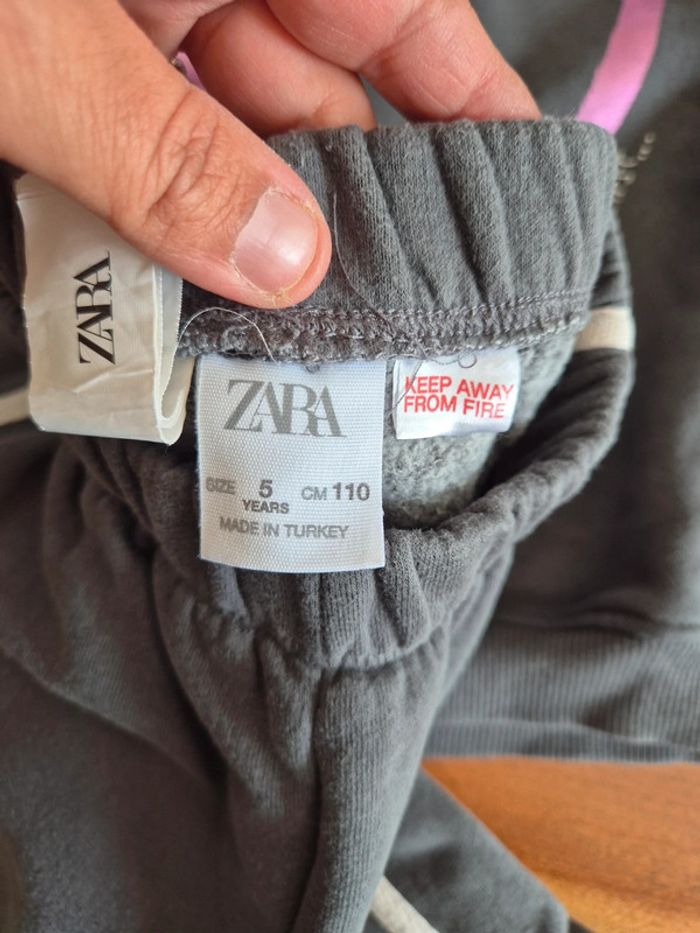 ZARA
ZARA
SIZE 5 CM 110
YEARS
MADE IN TURKEY
KEEP AWAY
FROM FIRE